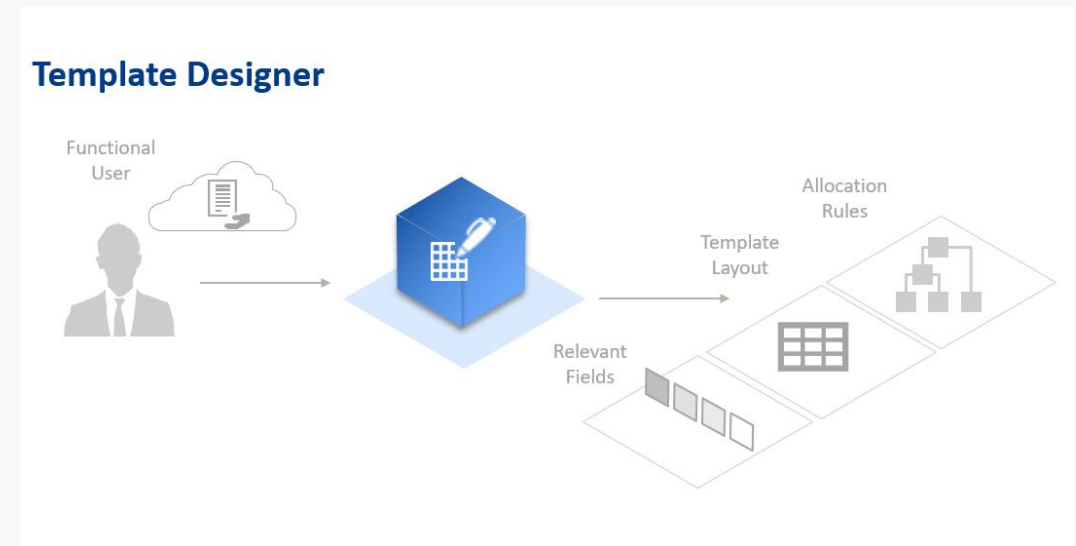 Template Designer
Functional
User
Allocation
Rules
Template
Layout
Relevant
Fields